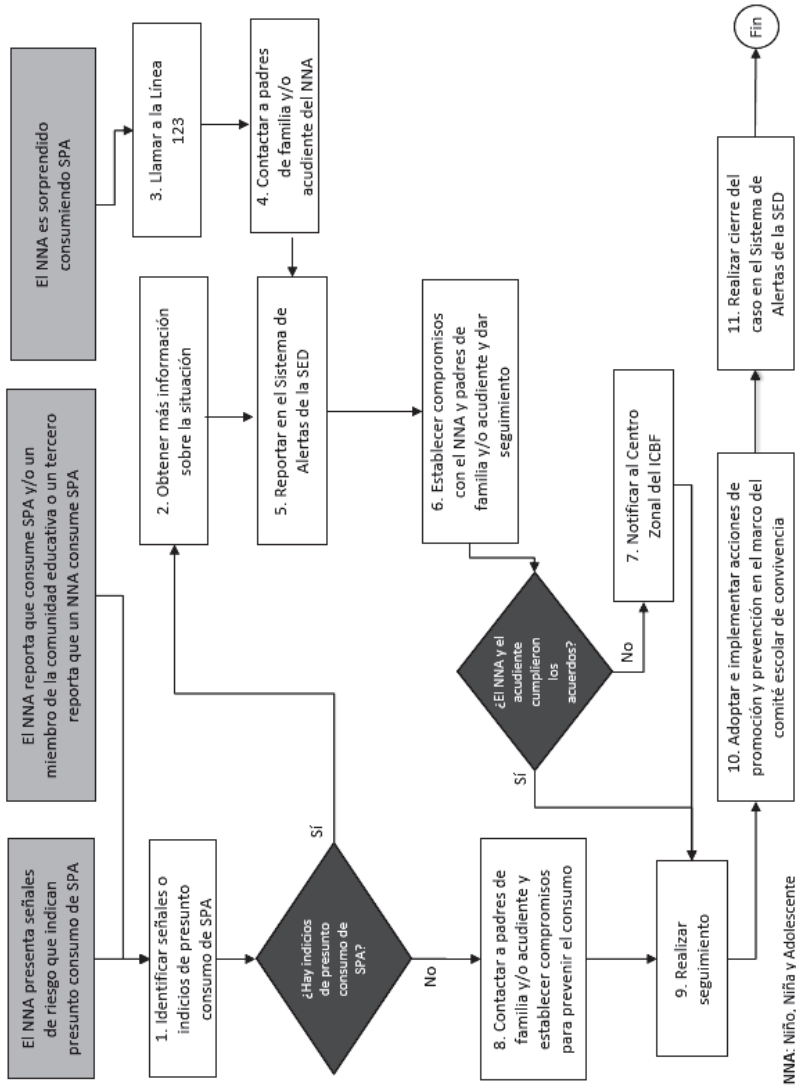 El NNA presenta señales
de riesgo que indican
presunto consumo de SPA
El NNA reporta que consume SPA y/o un
miembro de la comunidad educativa o un tercero
reporta que un NNA consume SPA
El NNA es sorprendido
consumiendo SPA
1. Identificar señales o
indicios de presunto
consumo de SPA
2. Obtener más información
sobre la situación
3. Llamar a la Línea
123
¿Hay indicios
de presunto
consumo de
SPA?
Sí
No
4. Contactar a padres
de familia y/o
acudiente del NNA
5. Reportar en el Sistema de
Alertas de la SED
6. Establecer compromisos
con el NNA y padres de
familia y/o acudiente y dar
seguimiento
¿El NNA y el
acudiente
cumplieron
los
acuerdos?
Sí
No
7. Notificar al Centro
Zonal del ICBF
8. Contactar a padres de
familia y/o acudiente y
establecer compromisos
para prevenir el consumo
9. Realizar
seguimiento
10. Adoptar e implementar acciones de
promoción y prevención en el marco del
comité escolar de convivencia
11. Realizar cierre del
caso en el Sistema de
Alertas de la SED
Fin
NNA: Niño, Niña y Adolescente